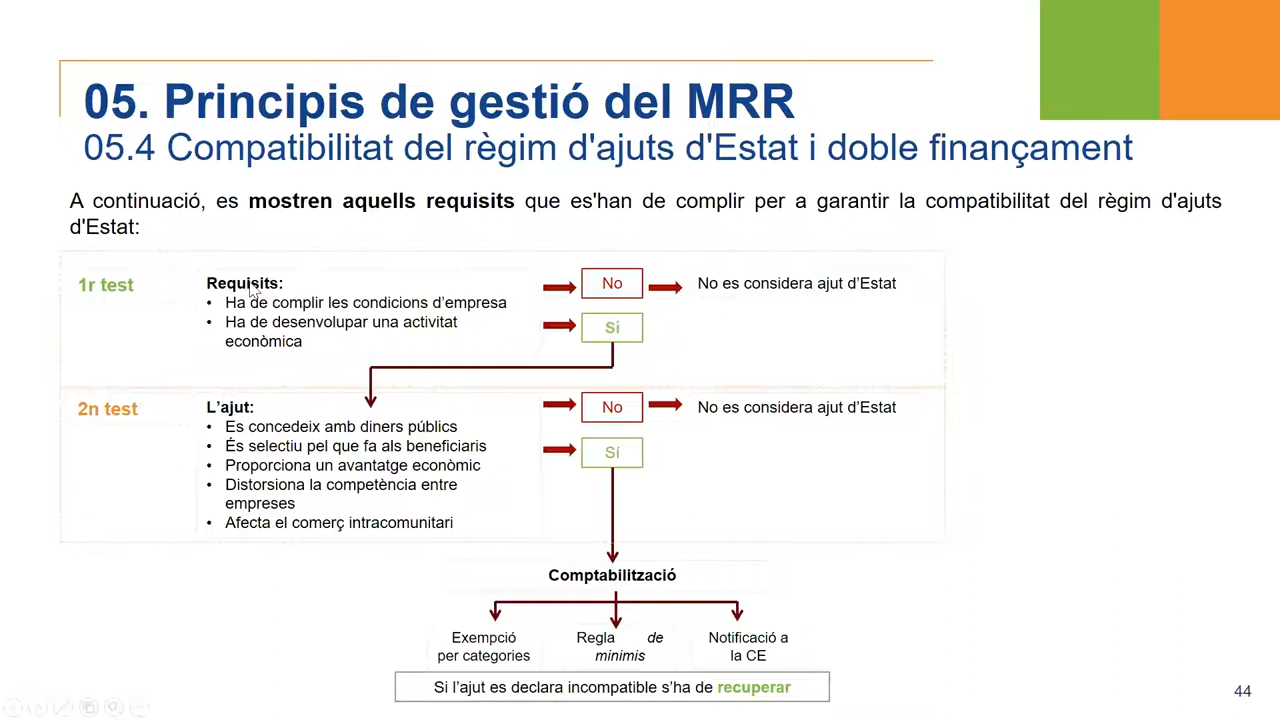 05. Principis de gestió del MRR
05.4 Compatibilitat del règim d'ajuts d'Estat i doble finançament
A continuació, es mostren aquells requisits que es'han de complir per a garantir la compatibilitat del règim d'ajuts
d'Estat:
1r test
Requisits:
• Ha de complir les condicions d’empresa
• Ha de desenvolupar una activitat
econòmica
No
No es considera ajut d’Estat
Si
2n test
L’ajut:
• Es concedeix amb diners públics
• És selectiu pel que fa als beneficiaris
• Proporciona un avantatge econòmic
• Distorsiona la competència entre
empreses
• Afecta el comerç intracomunitari
No
No es considera ajut d’Estat
Sí
Comptabilització
Exempció
per categories
Regla de
minimis
Notificació a
la CE
Si l’ajut es declara incompatible s’ha de recuperar
44